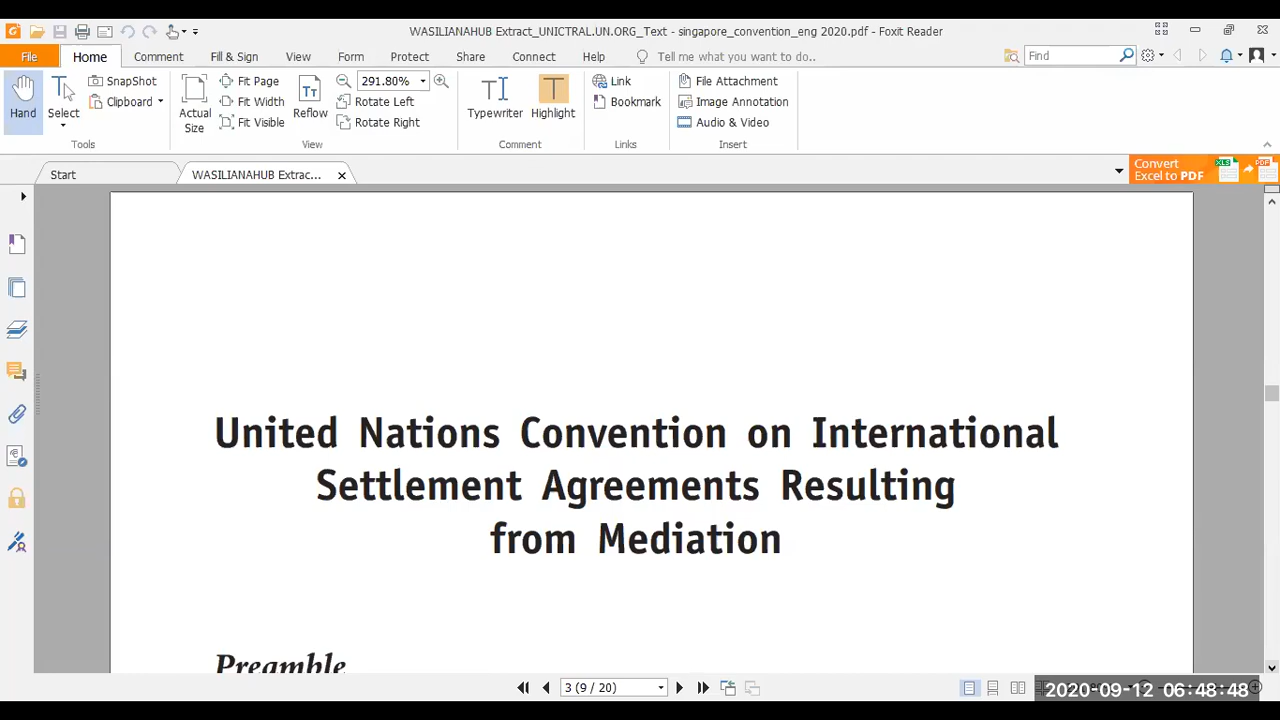 WASILIANAHUB Extract_UNICTRAL.UN.ORG_Text - singapore_convention_eng 2020.pdf - Foxit Reader
File Home Comment Fill & Sign View Form Protect Share Connect Help Tell me what you want to do.. Find
Hand
Select
SnapShot
Clipboard
Tools
Actual Size
Fit Page
Fit Width
Fit Visible
Reflow
291.80%
Rotate Left
Rotate Right
View
Typewriter
Highlight
Comment
Link
Bookmark
Links
File Attachment
Image Annotation
Audio & Video
Insert
Start WASILIANAHUB Extrac...
Convert
Excel to PDF
XLS PDF
United Nations Convention on International
Settlement Agreements Resulting
from Mediation
Preamble
3 (9 / 20)
2020-09-12 06:48:48